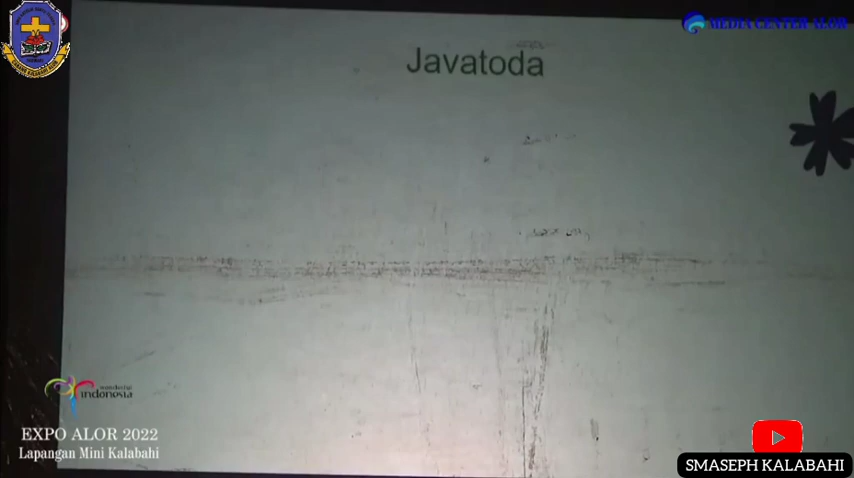 MEDIA CENTER ALOR
Javatoda
wonderful
indonesia
EXPO ALOR 2022
Lapangan Mini Kalabahi
SMASEPH KALABAHI